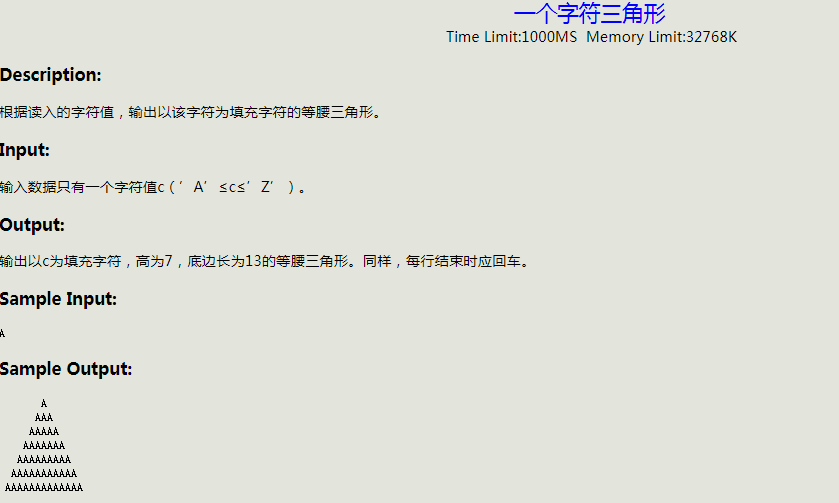 一个字符三角形
Time Limit:1000MS  Memory Limit:32768K
Description:
根据读入的字符值，输出以该字符为填充字符的等腰三角形。
Input:
输入数据只有一个字符值c（′A′≤c≤′Z′）。
Output:
输出以c为填充字符，高为7，底边长为13的等腰三角形。同样，每行结束时应回车。
Sample Input:
A
Sample Output:
       A
      AAA
     AAAAA
    AAAAAAA
   AAAAAAAAA
  AAAAAAAAAAA
 AAAAAAAAAAAAA